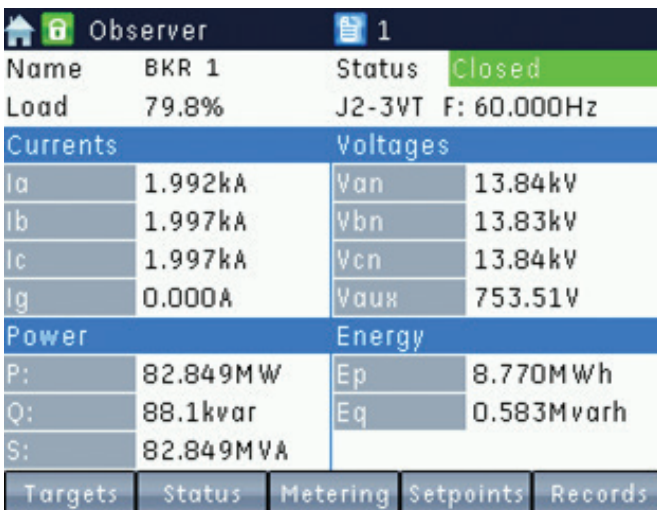 Observer 1
Name BKR 1 Status Closed
Load 79.8% J2-3VT F: 60.000Hz
Currents Voltages
Ia 1.992kA Van 13.84kV
Ib 1.997kA Vbn 13.83kV
Ic 1.997kA Vcn 13.84kV
Ig 0.000A Vaux 753.51V
Power Energy
P: 82.849MW Ep 8.770MWh
Q: 88.1kvar Eq 0.583Mvarh
S: 82.849MVA
Targets Status Metering Setpoints Records